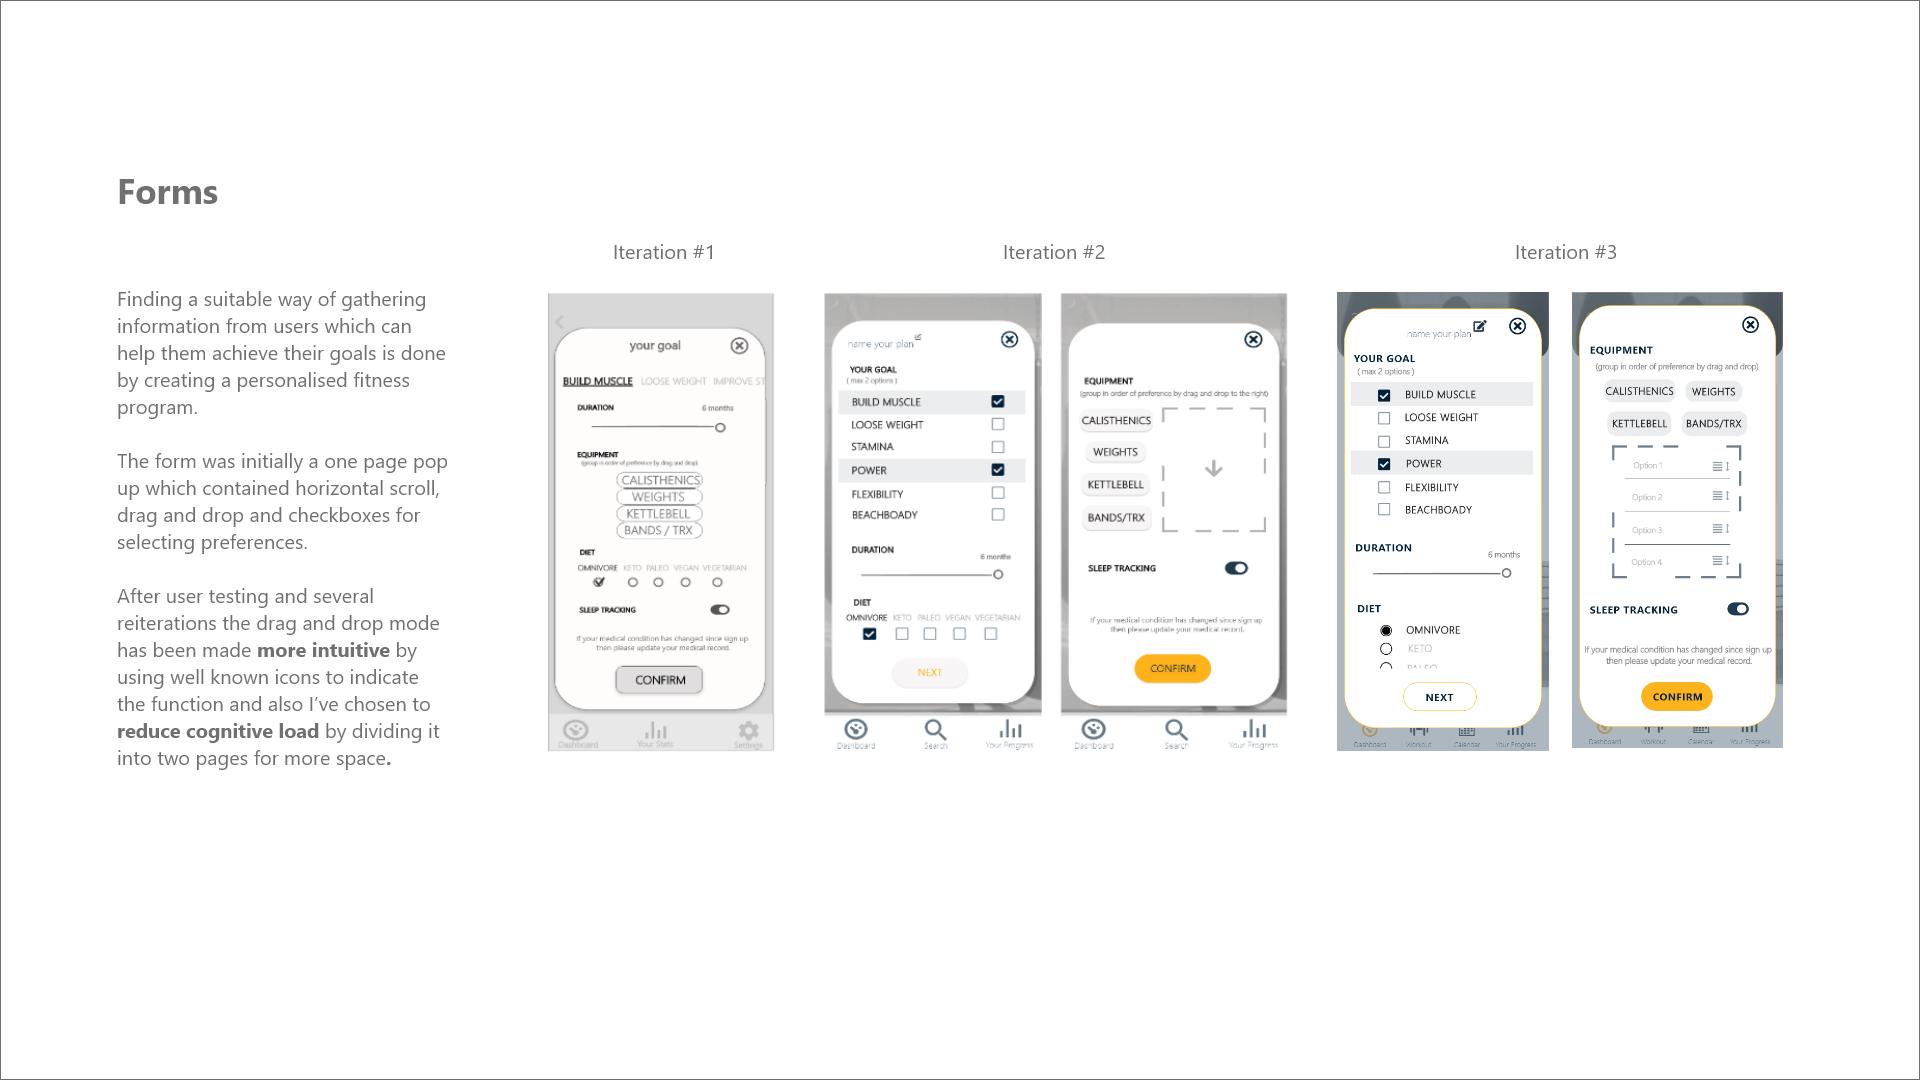 Forms
Iteration #1
Iteration #2
Iteration #3
Finding a suitable way of gathering
information from users which can
help them achieve their goals is done
by creating a personalised fitness
program.
The form was initially a one page pop
up which contained horizontal scroll,
drag and drop and checkboxes for
selecting preferences.
After user testing and several
reiterations the drag and drop mode
has been made more intuitive by
using well known icons to indicate
the function and also I've chosen to
reduce cognitive load by dividing it
into two pages for more space.
your goal
BUILD MUSCLE LOOSE WEIGHT IMPROVE ST
DURATION
6 months
EQUIPMENT
(group in order of preference by drag and drop)
CALISTHENICS
WEIGHTS
KETTLEBELL
BANDS / TRX
DIET
OMNIVORE KETO PALEO VEGAN VEGETARIAN
SLEEP TRACKING
If your medical condition has changed since sign up
then please update your medical record.
CONFIRM
Dashboard Your Stats Settings
name your plan
YOUR GOAL
( max 2 options )
BUILD MUSCLE
LOOSE WEIGHT
STAMINA
POWER
FLEXIBILITY
BEACHBOADY
DURATION
6 months
DIET
OMNIVORE KETO PALEO VEGAN VEGETARIAN
NEXT
Dashboard Search Your Progress
EQUIPMENT
(group in order of preference by drag and drop to the right)
CALISTHENICS
WEIGHTS
KETTLEBELL
BANDS/TRX
SLEEP TRACKING
If your medical condition has changed since sign up
then please update your medical record.
CONFIRM
Dashboard Search Your Progress
name your plan
YOUR GOAL
( max 2 options )
BUILD MUSCLE
LOOSE WEIGHT
STAMINA
POWER
FLEXIBILITY
BEACHBOADY
DURATION
6 months
DIET
OMNIVORE
KETO
PALEO
NEXT
Dashboard Workout Calendar Your Progress
EQUIPMENT
(group in order of preference by drag and drop)
CALISTHENICS WEIGHTS
KETTLEBELL BANDS/TRX
Option 1
Option 2
Option 3
Option 4
SLEEP TRACKING
If your medical condition has changed since sign up
then please update your medical record.
CONFIRM
Dashboard Workout Calendar Your Progress